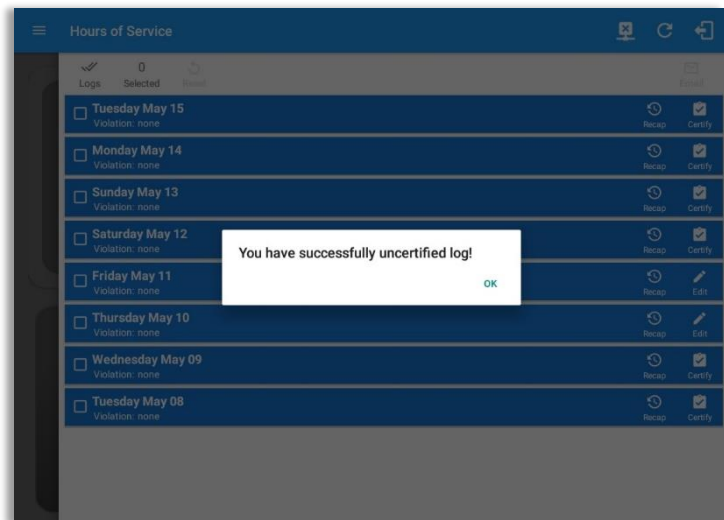 Hours of Service
Logs 0 Selected Reset Email
Tuesday May 15
Violation: none
Recap Certify
Monday May 14
Violation: none
Recap Certify
Sunday May 13
Violation: none
Recap Certify
Saturday May 12
Violation: none
Recap Certify
You have successfully uncertified log!
OK
Friday May 11
Violation: none
Recap Edit
Thursday May 10
Violation: none
Recap Edit
Wednesday May 09
Violation: none
Recap Certify
Tuesday May 08
Violation: none
Recap Certify